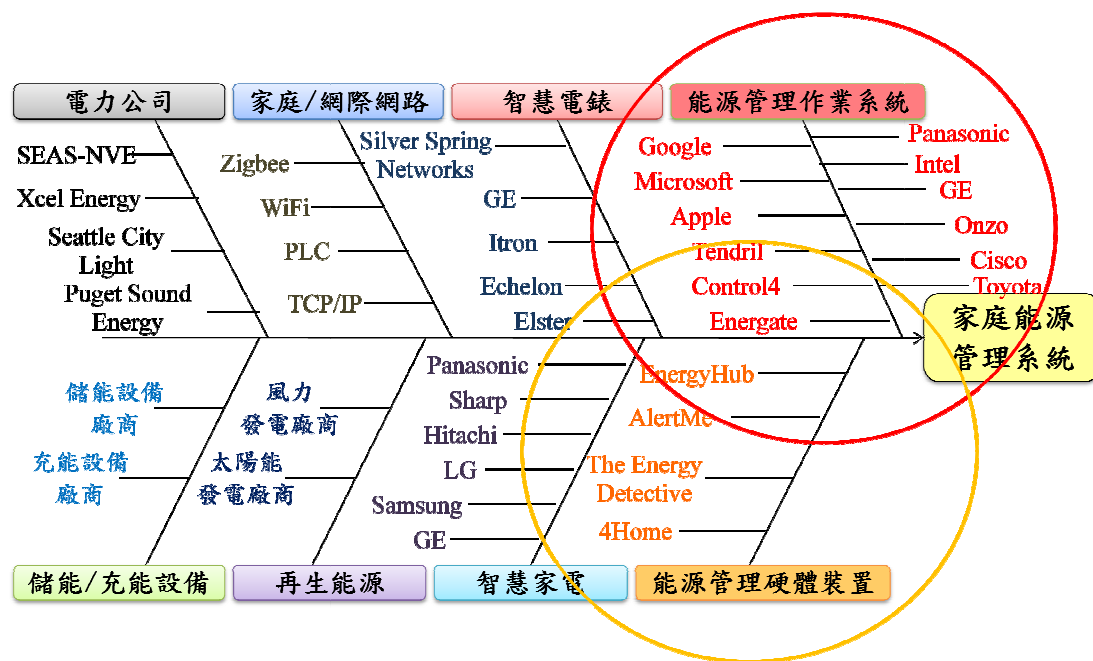 電力公司
家庭/網際網路
智慧電錶
能源管理作業系統
SEAS-NVE
Xcel Energy
Seattle City
Light
Puget Sound
Energy
Zigbee
WiFi
PLC
TCP/IP
Silver Spring
Networks
GE
Itron
Echelon
Elster
Google
Microsoft
Apple
Tendril
Control4
Energate
Panasonic
Intel
GE
Onzo
Cisco
Toyota
家庭能源
管理系統
儲能設備
廠商
充能設備
廠商
風力
發電廠商
太陽能
發電廠商
Panasonic
Sharp
Hitachi
LG
Samsung
GE
EnergyHub
AlertMe
The Energy
Detective
4Home
儲能/充能設備
再生能源
智慧家電
能源管理硬體裝置